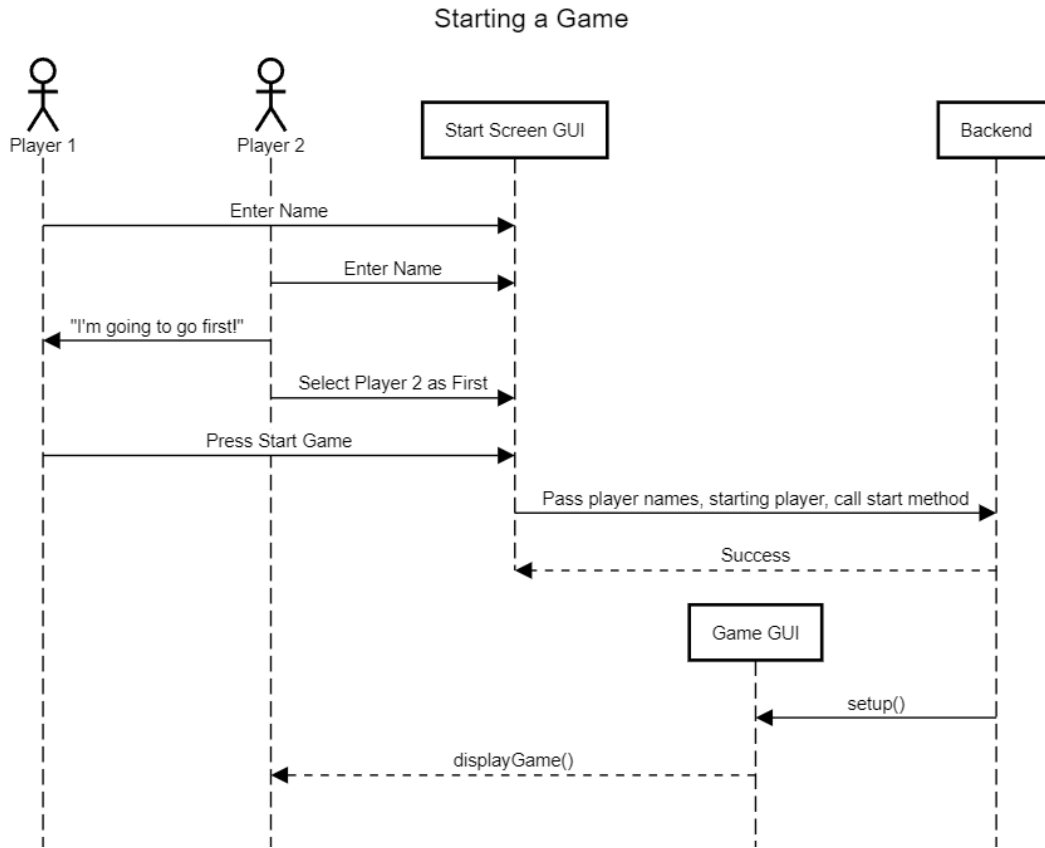 Starting a Game
Player 1
Player 2
Start Screen GUI
Backend
Enter Name
Enter Name
"I'm going to go first!"
Select Player 2 as First
Press Start Game
Pass player names, starting player, call start method
Success
Game GUI
setup()
displayGame()